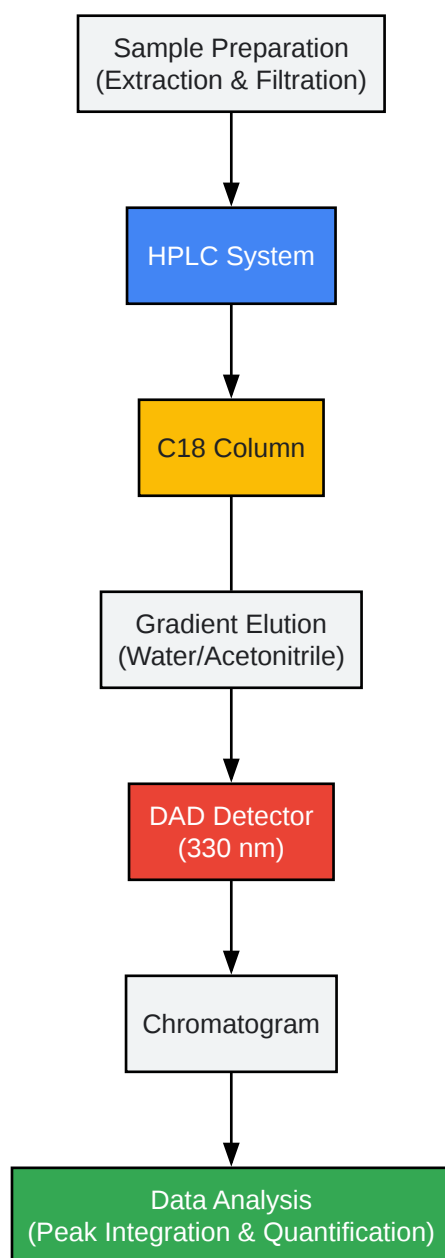 Sample Preparation
(Extraction & Filtration)
HPLC System
C18 Column
Gradient Elution
(Water/Acetonitrile)
DAD Detector
(330 nm)
Chromatogram
Data Analysis
(Peak Integration & Quantification)